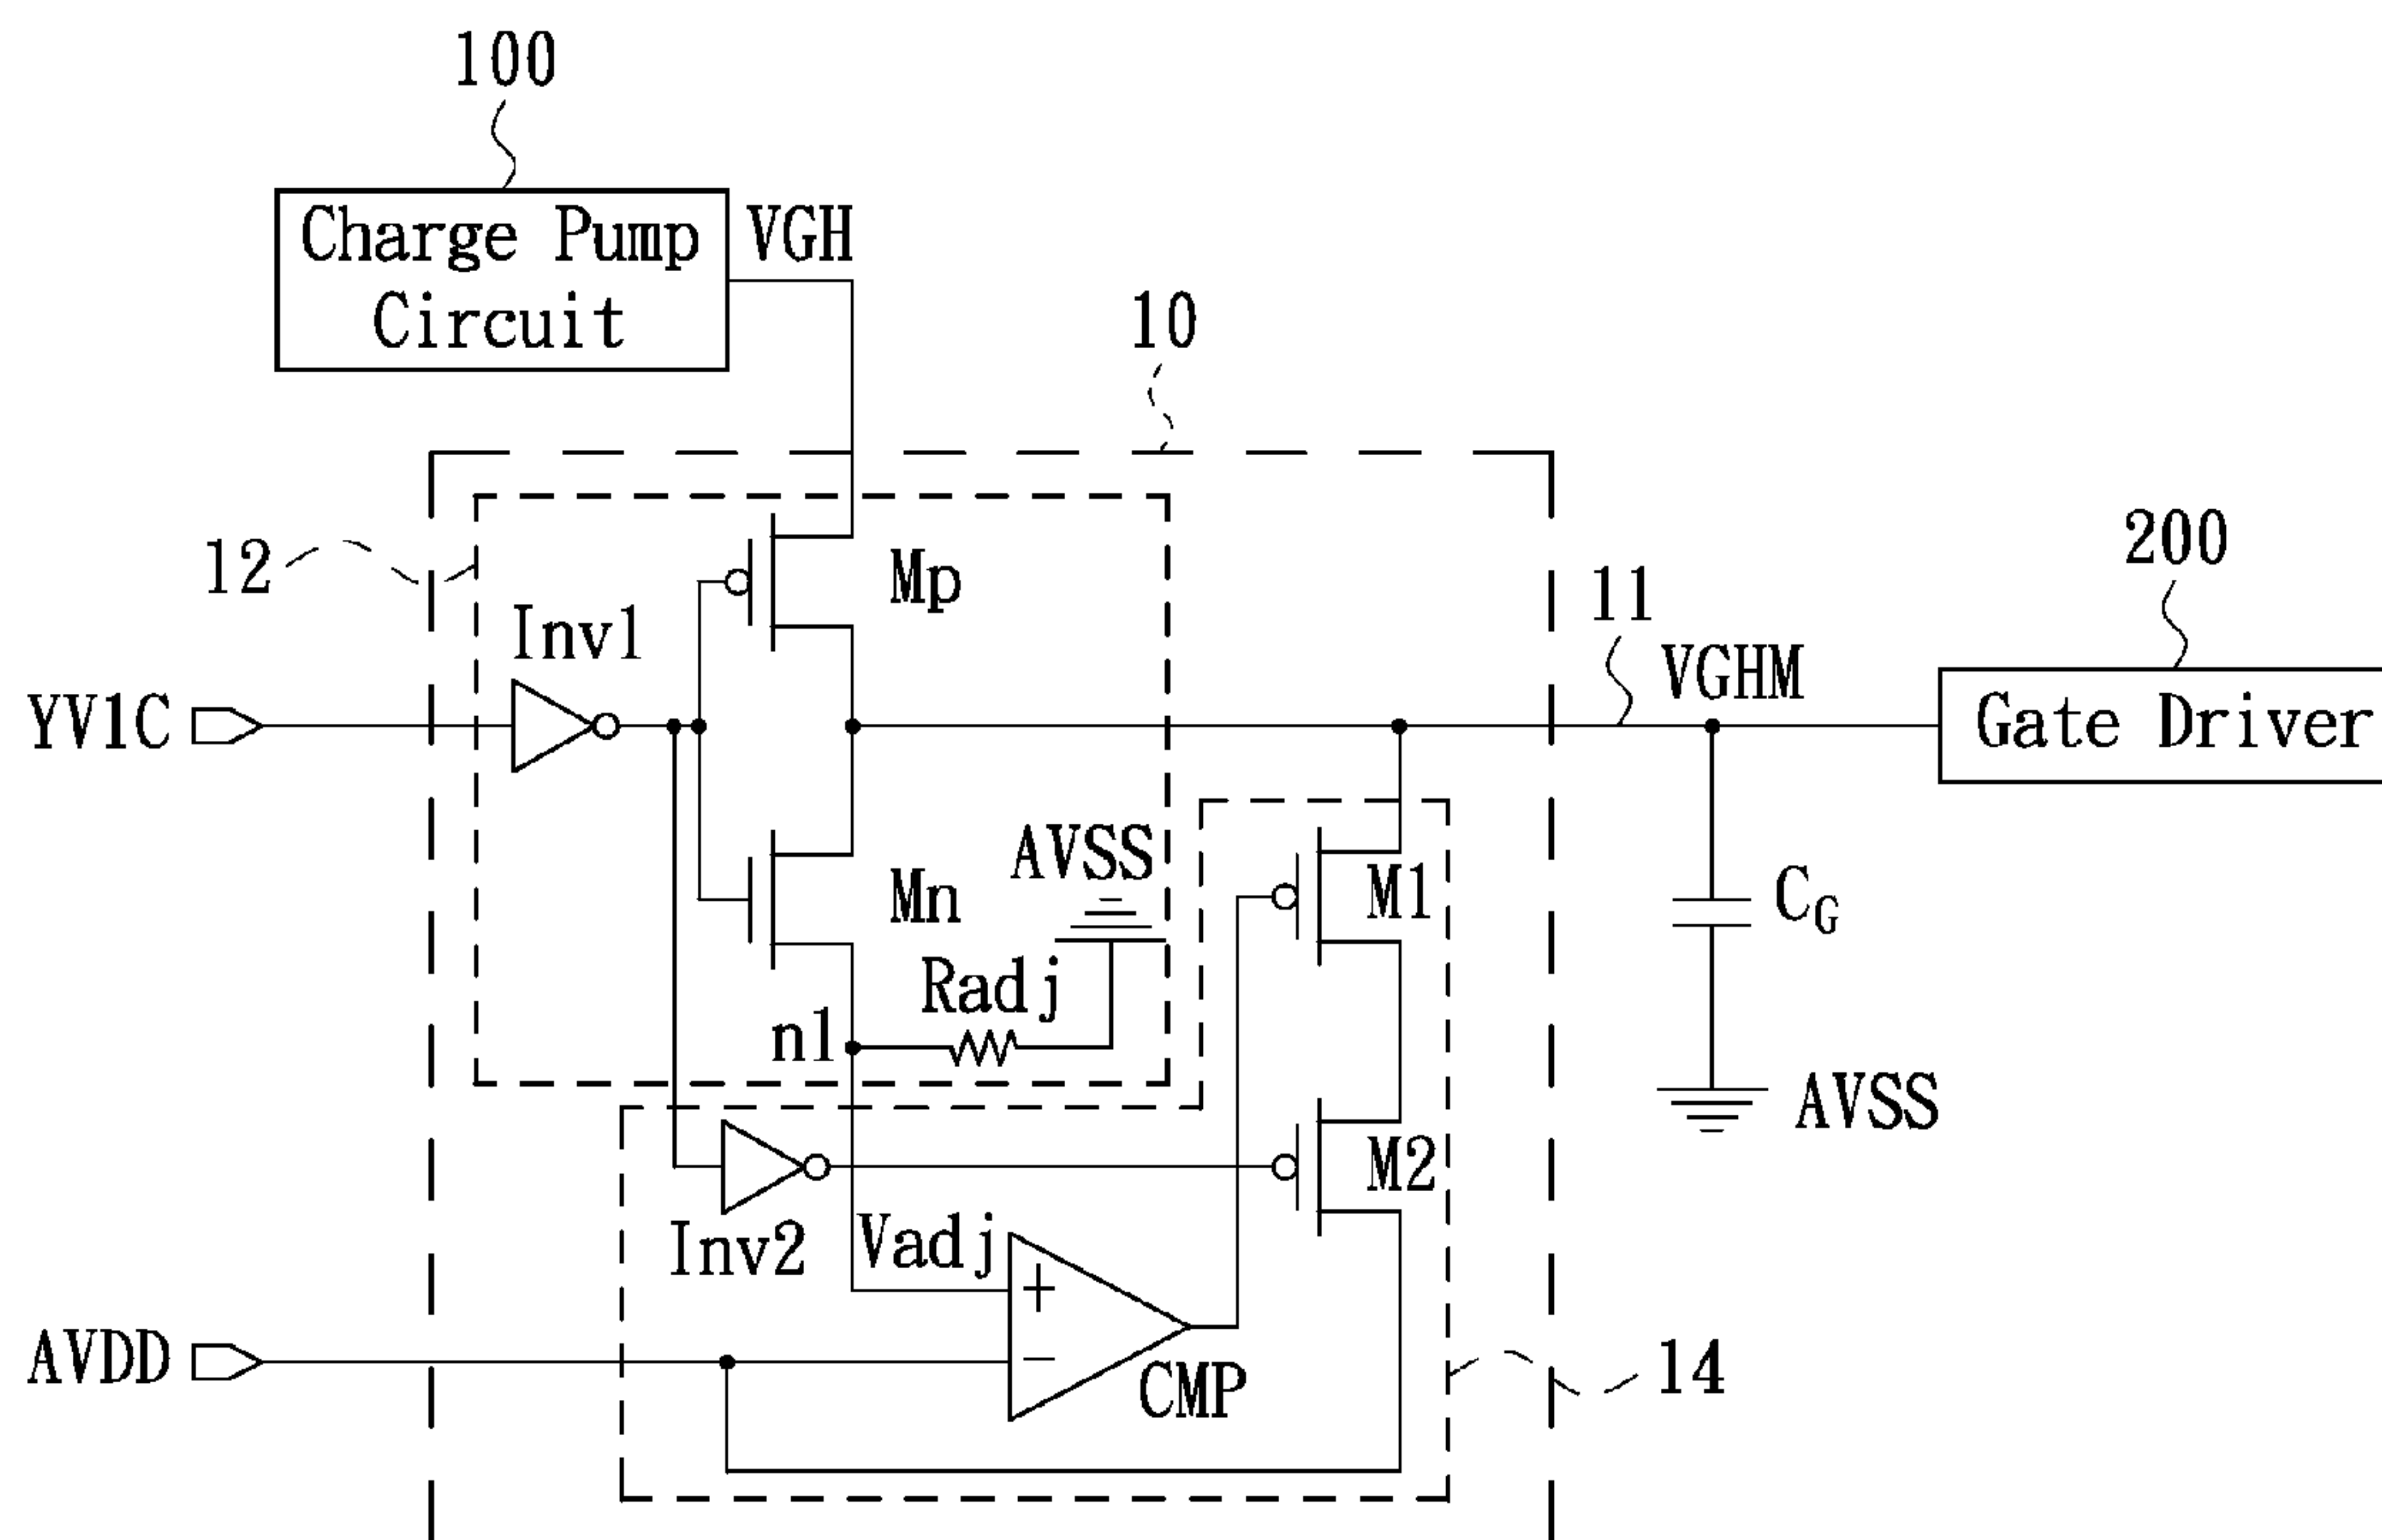 100
Charge Pump
Circuit
VGH
10
12
Mp
Inv1
11
VGHM
200
YV1C
Gate Driver
AVSS
Mn
M1
CG
Radj
n1
AVSS
M2
Inv2
Vadj
+
−
AVDD
CMP
14